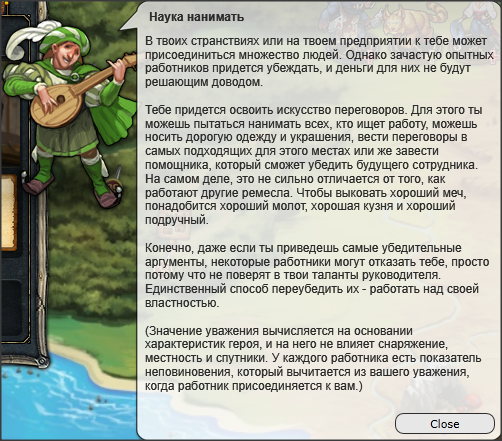 Наука нанимать
В твоих странствиях или на твоем предприятии к тебе может
присоединиться множество людей. Однако зачастую опытных
работников придется убеждать, и деньги для них не будут
решающим доводом.
Тебе придется освоить искусство переговоров. Для этого ты
можешь пытаться нанимать всех, кто ищет работу, можешь
носить дорогую одежду и украшения, вести переговоры в
самых подходящих для этого местах или же завести
помощника, который сможет убедить будущего сотрудника.
На самом деле, это не сильно отличается от того, как
работают другие ремесла. Чтобы выковать хороший меч,
понадобится хороший молот, хорошая кузня и хороший
подручный.
Конечно, даже если ты приведешь самые убедительные
аргументы, некоторые работники могут отказать тебе, просто
потому что не поверят в твои таланты руководителя.
Единственный способ переубедить их - работать над своей
властностью.
(Значение уважения вычисляется на основании
характеристик героя, и на него не влияет снаряжение,
местность и спутники. У каждого работника есть показатель
неповиновения, который вычитается из вашего уважения,
когда работник присоединяется к вам.)
Close